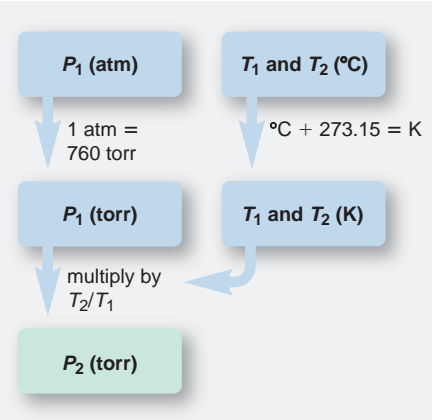 P₁ (atm)
T₁ and T₂ (ºC)
1 atm =
760 torr
ºC + 273.15 = K
P₁ (torr)
T₁ and T₂ (K)
multiply by
T₂/T₁
P₂ (torr)